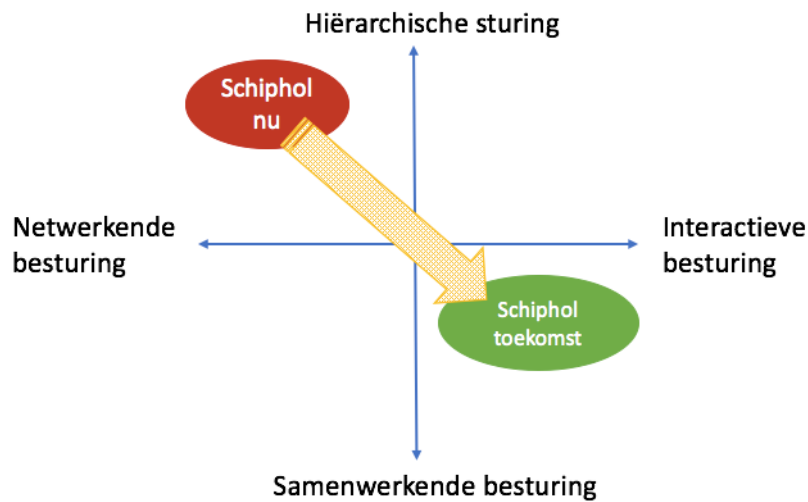 Hiërarchische sturing
Schiphol
nu
Netwerkende
besturing
Interactieve
besturing
Schiphol
toekomst
Samenwerkende besturing